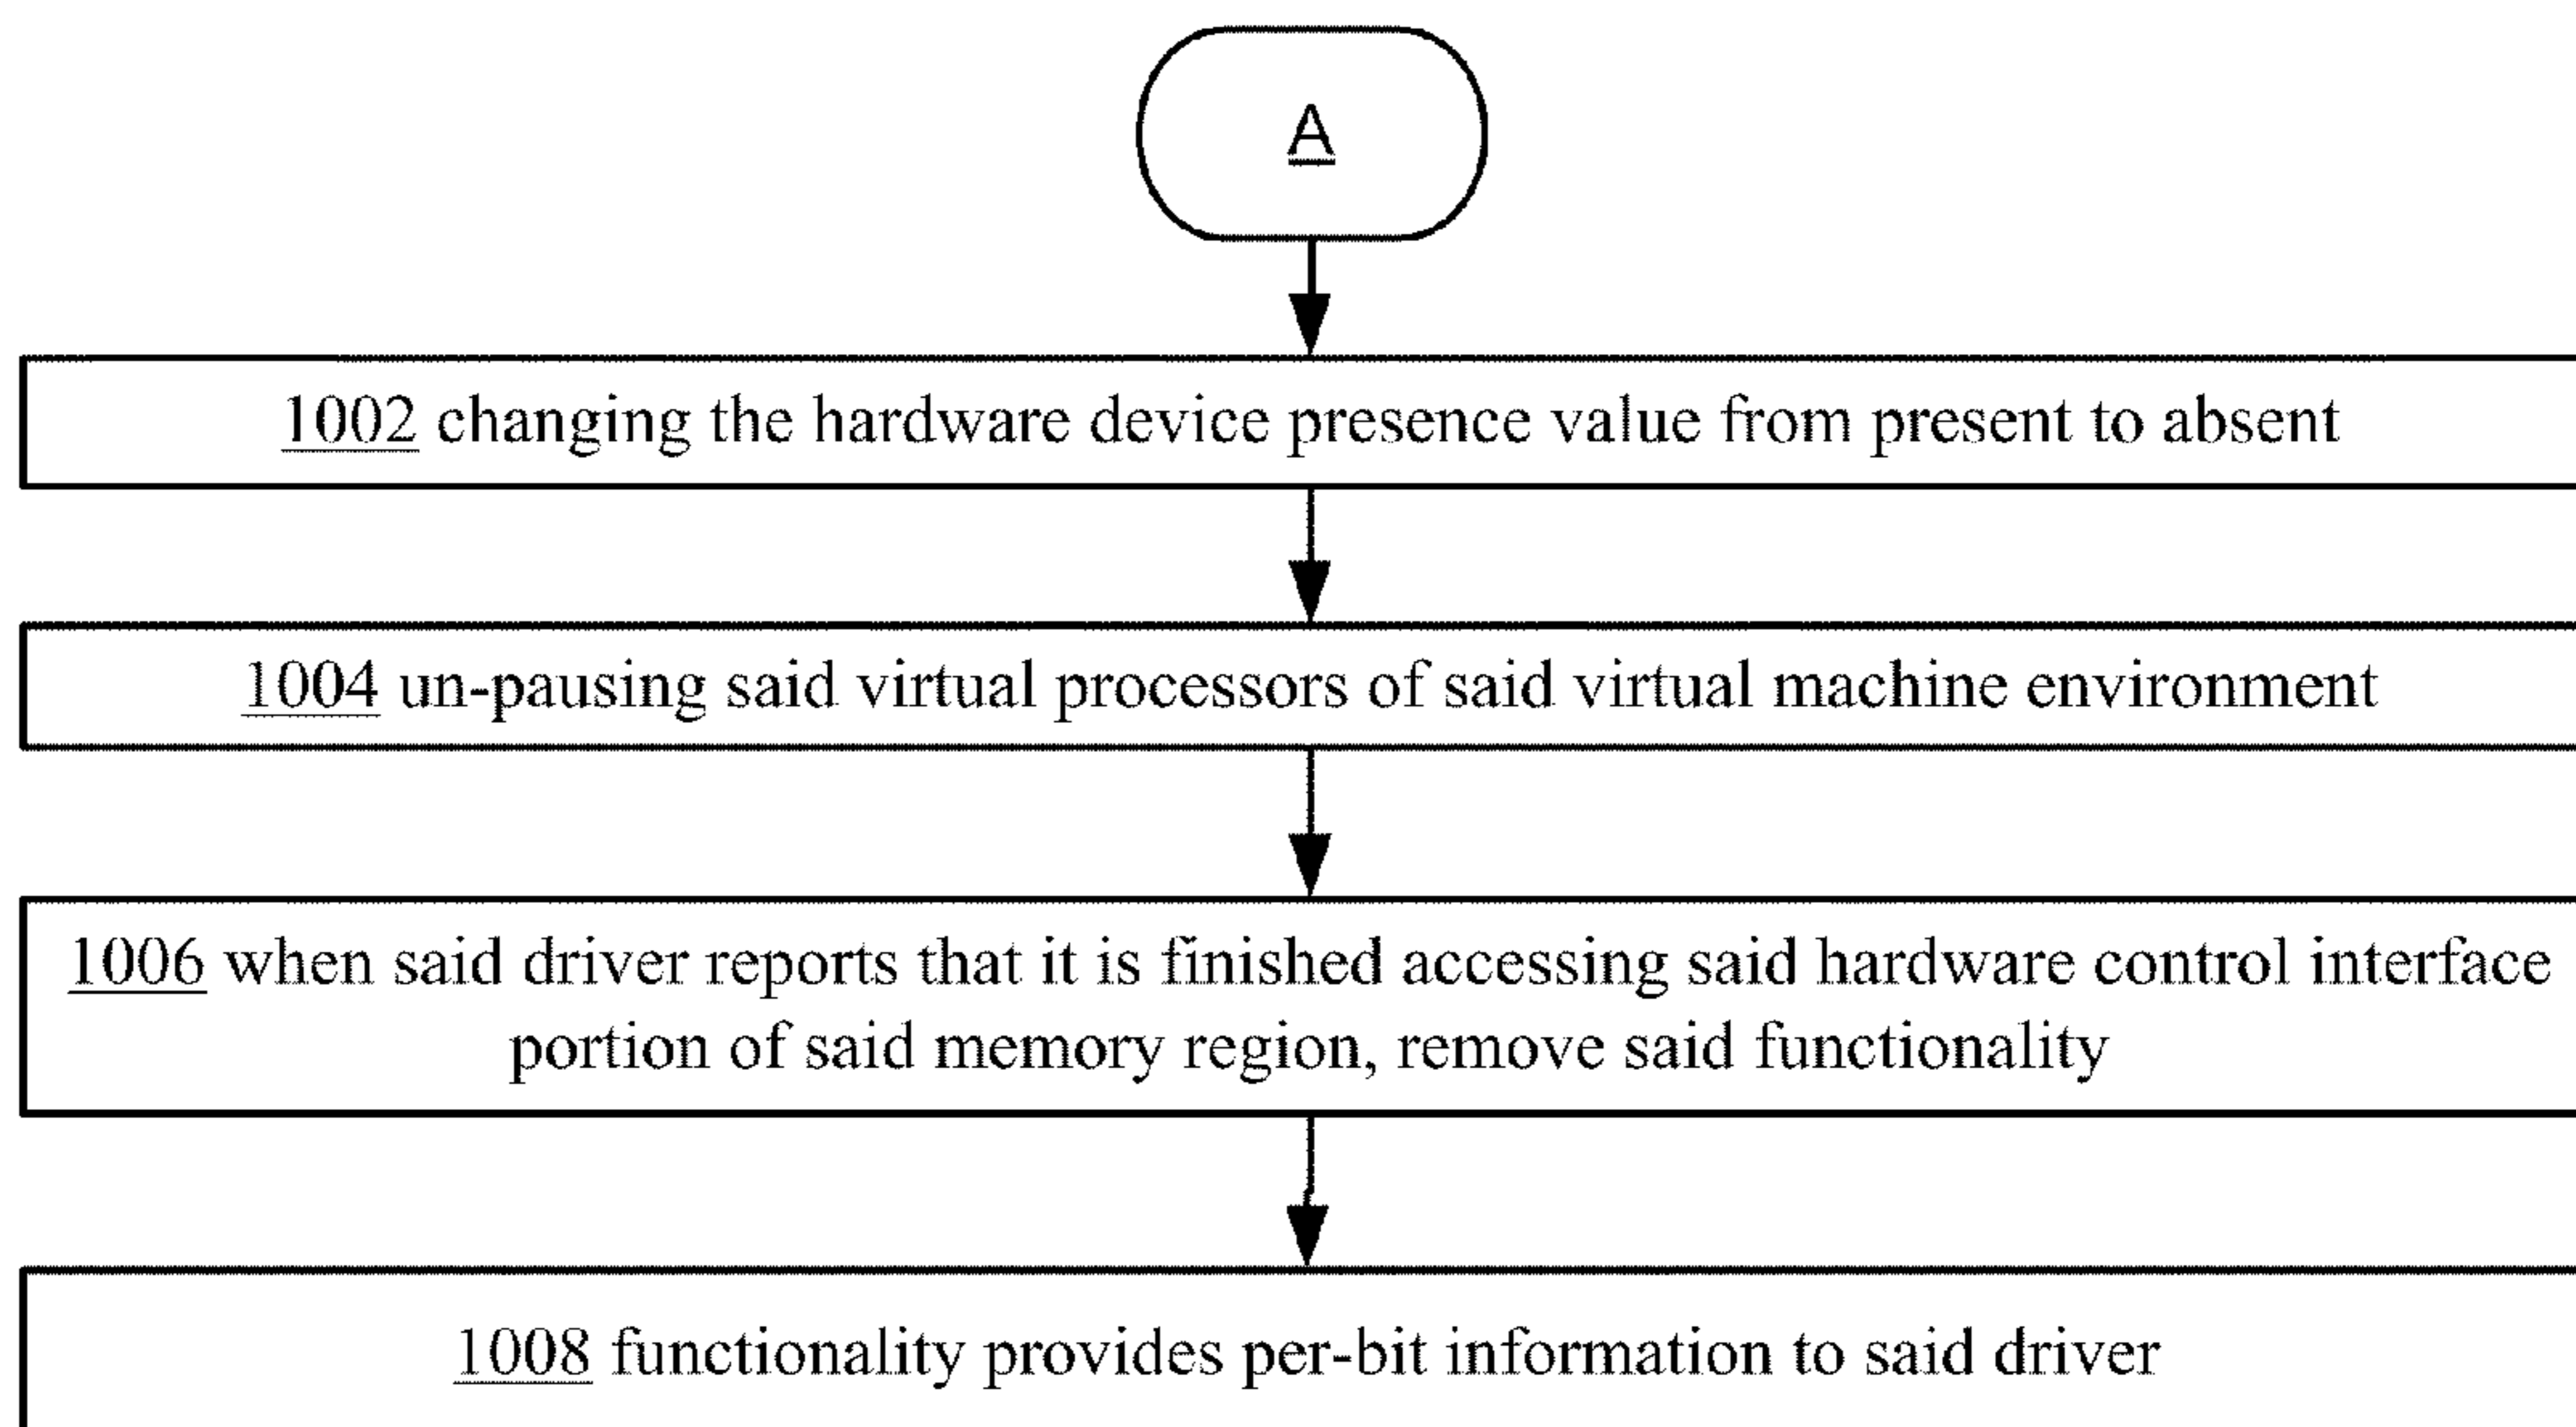 A
1002 changing the hardware device presence value from present to absent
1004 un-pausing said virtual processors of said virtual machine environment
1006 when said driver reports that it is finished accessing said hardware control interface
portion of said memory region, remove said functionality
1008 functionality provides per-bit information to said driver